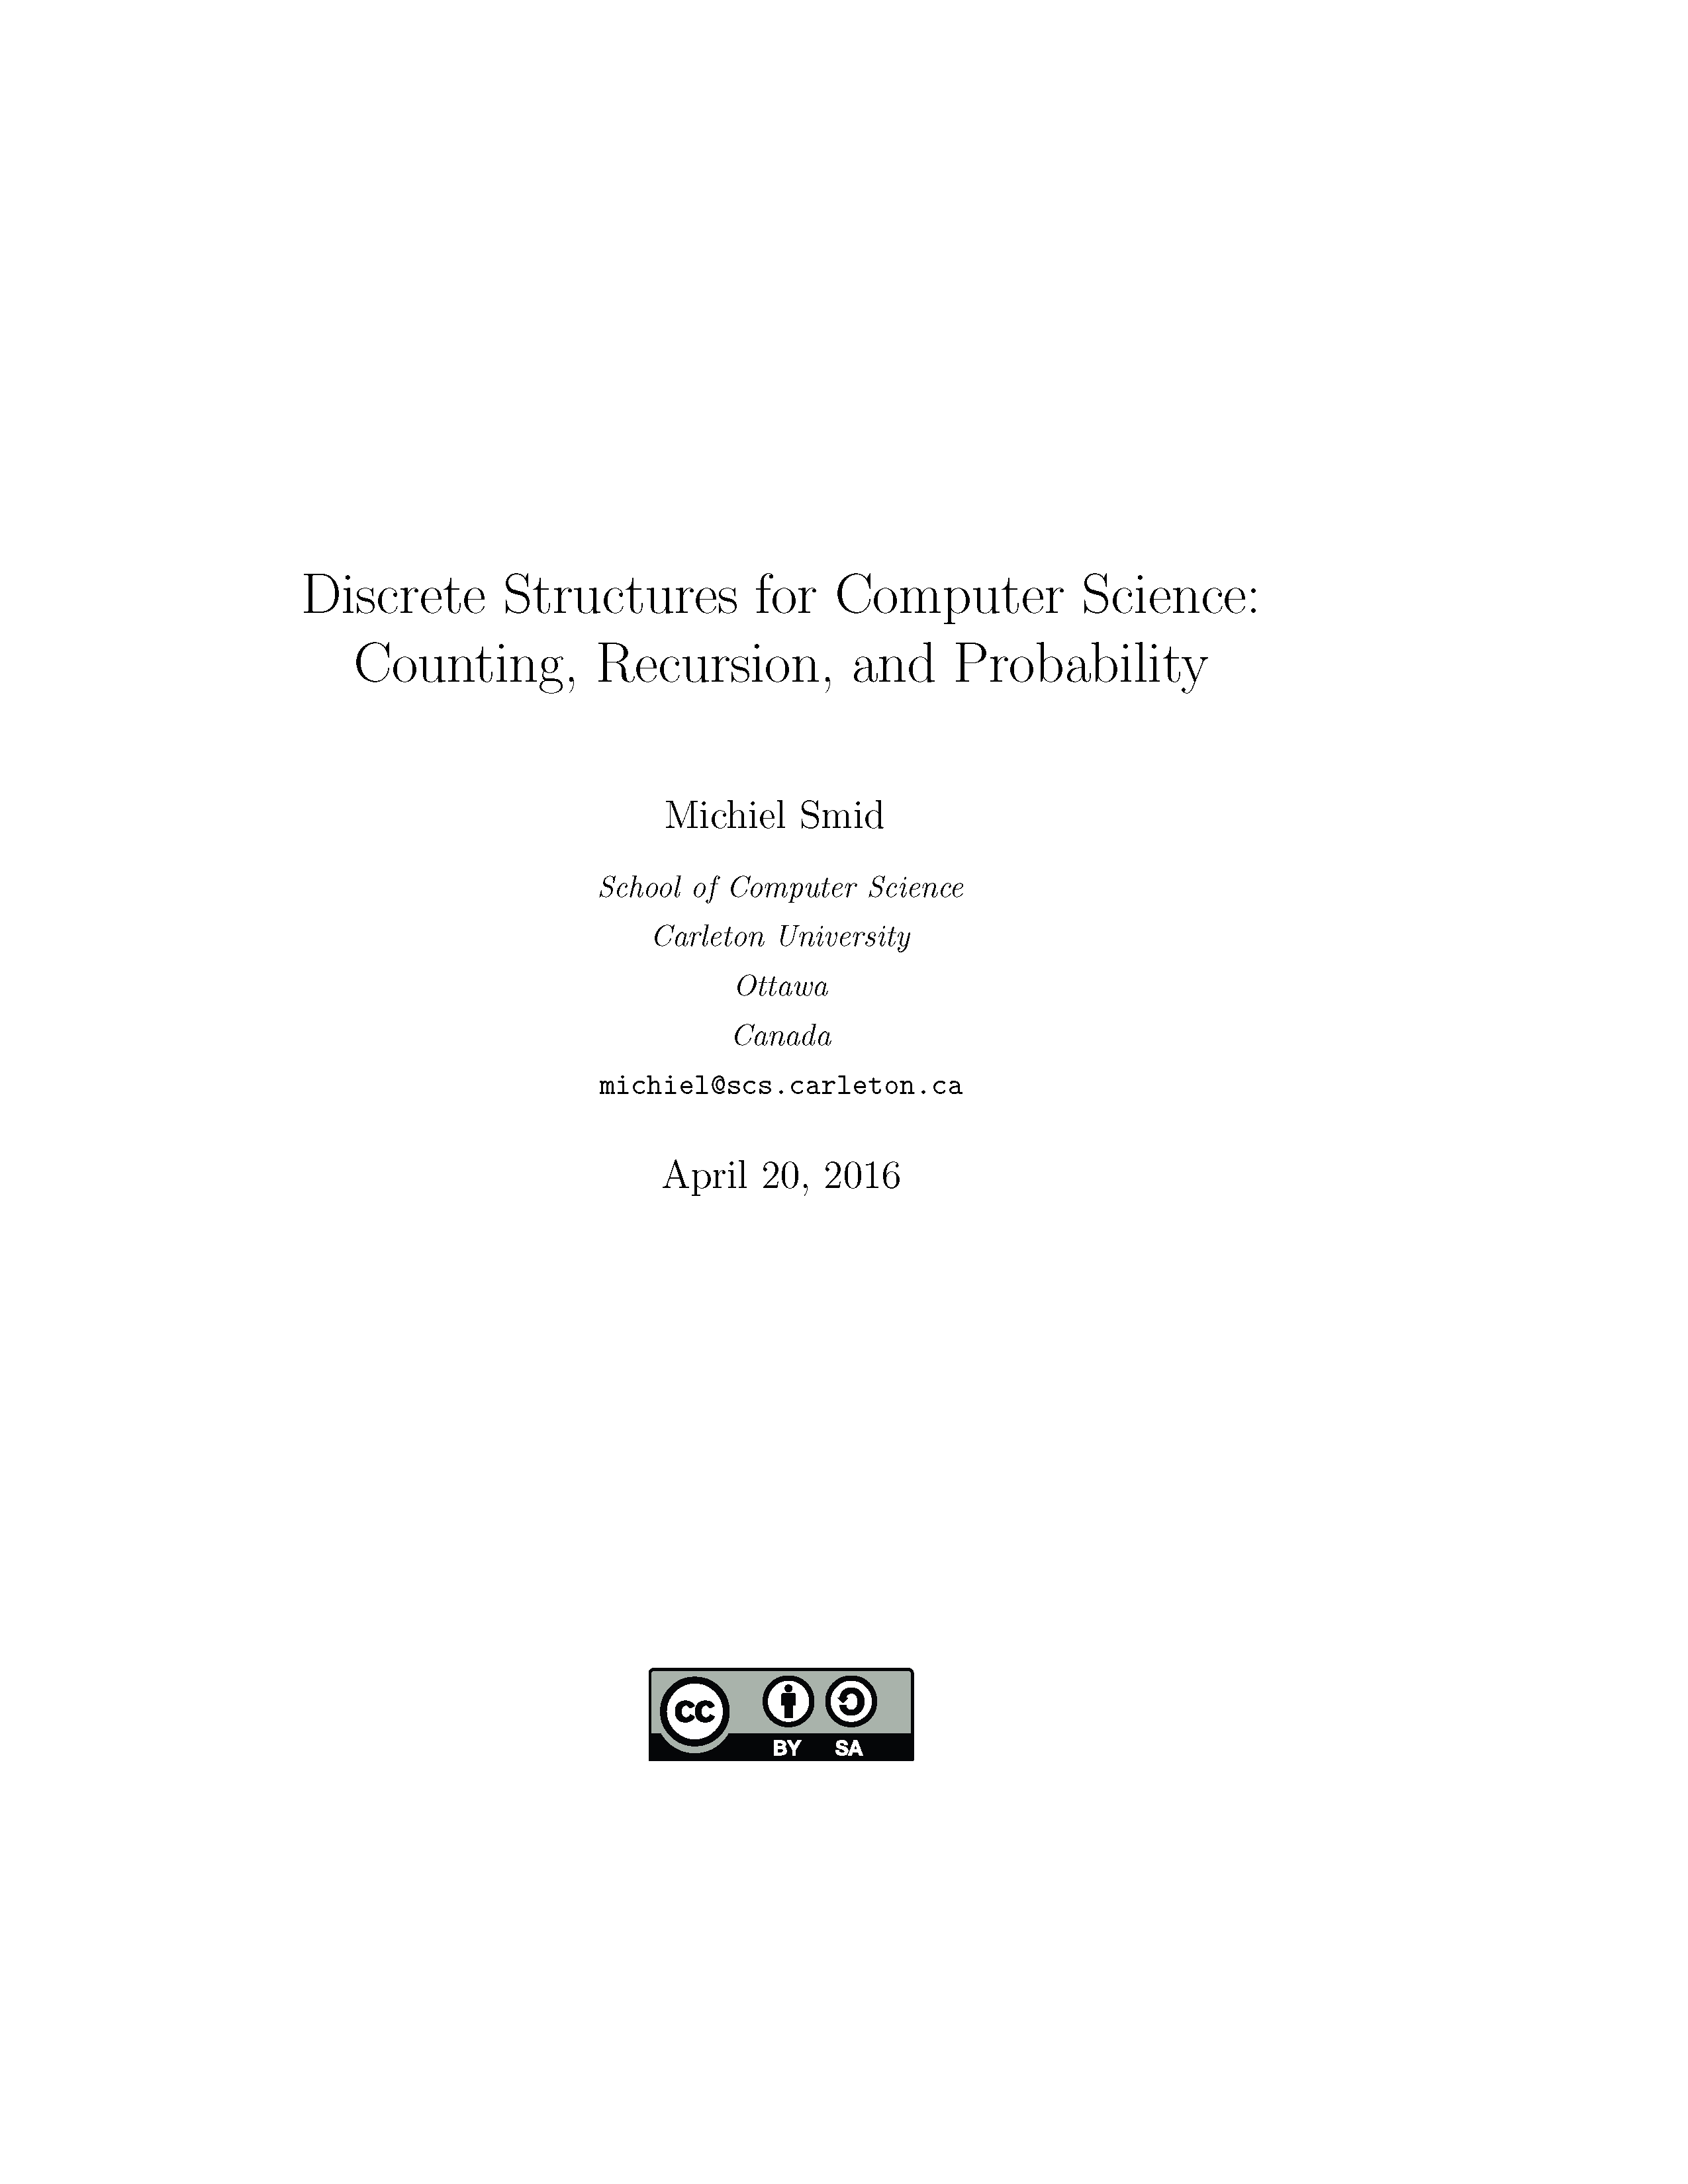 Discrete Structures for Computer Science:
Counting, Recursion, and Probability
Michiel Smid
School of Computer Science
Carleton University
Ottawa
Canada
michiel@scs.carleton.ca
April 20, 2016
cc
BY SA